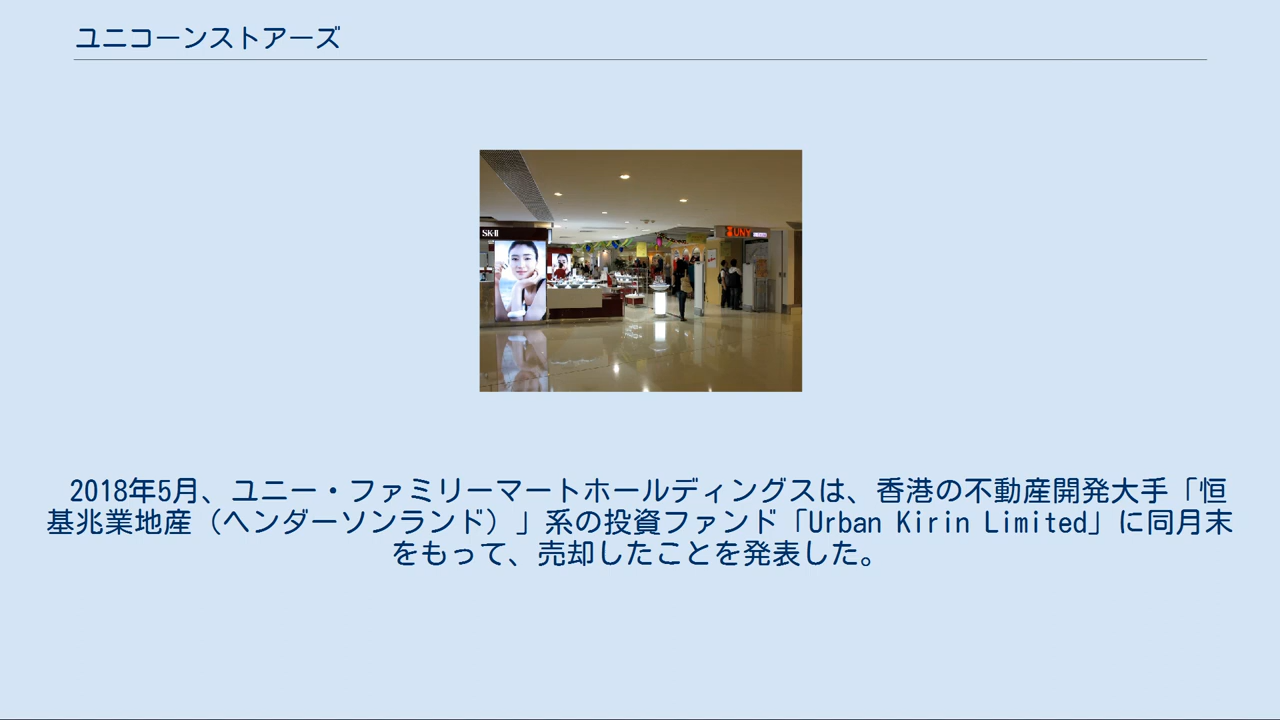 ユニコーンストアーズ
SK-II
UNY
2018年5月、ユニー・ファミリーマートホールディングスは、香港の不動産開発大手「恒
基兆業地産（ヘンダーソンランド）」系の投資ファンド「Urban Kirin Limited」に同月末
をもって、売却したことを発表した。